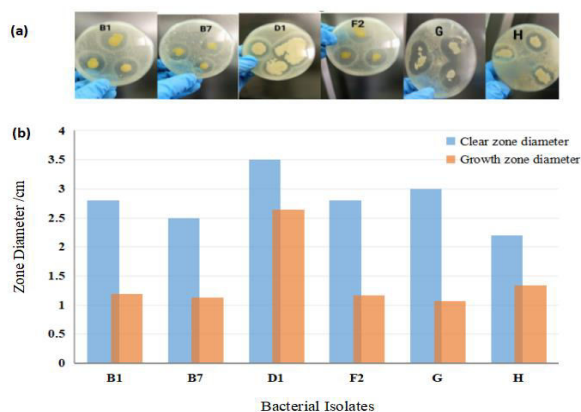 (a)
B1 B7 D1 F2 G H
(b)
4
Clear zone diameter
3.5
Growth zone diameter
3
2.5
2
1.5
1
0.5
0
Zone Diameter /cm
B1 B7 D1 F2 G H
Bacterial Isolates